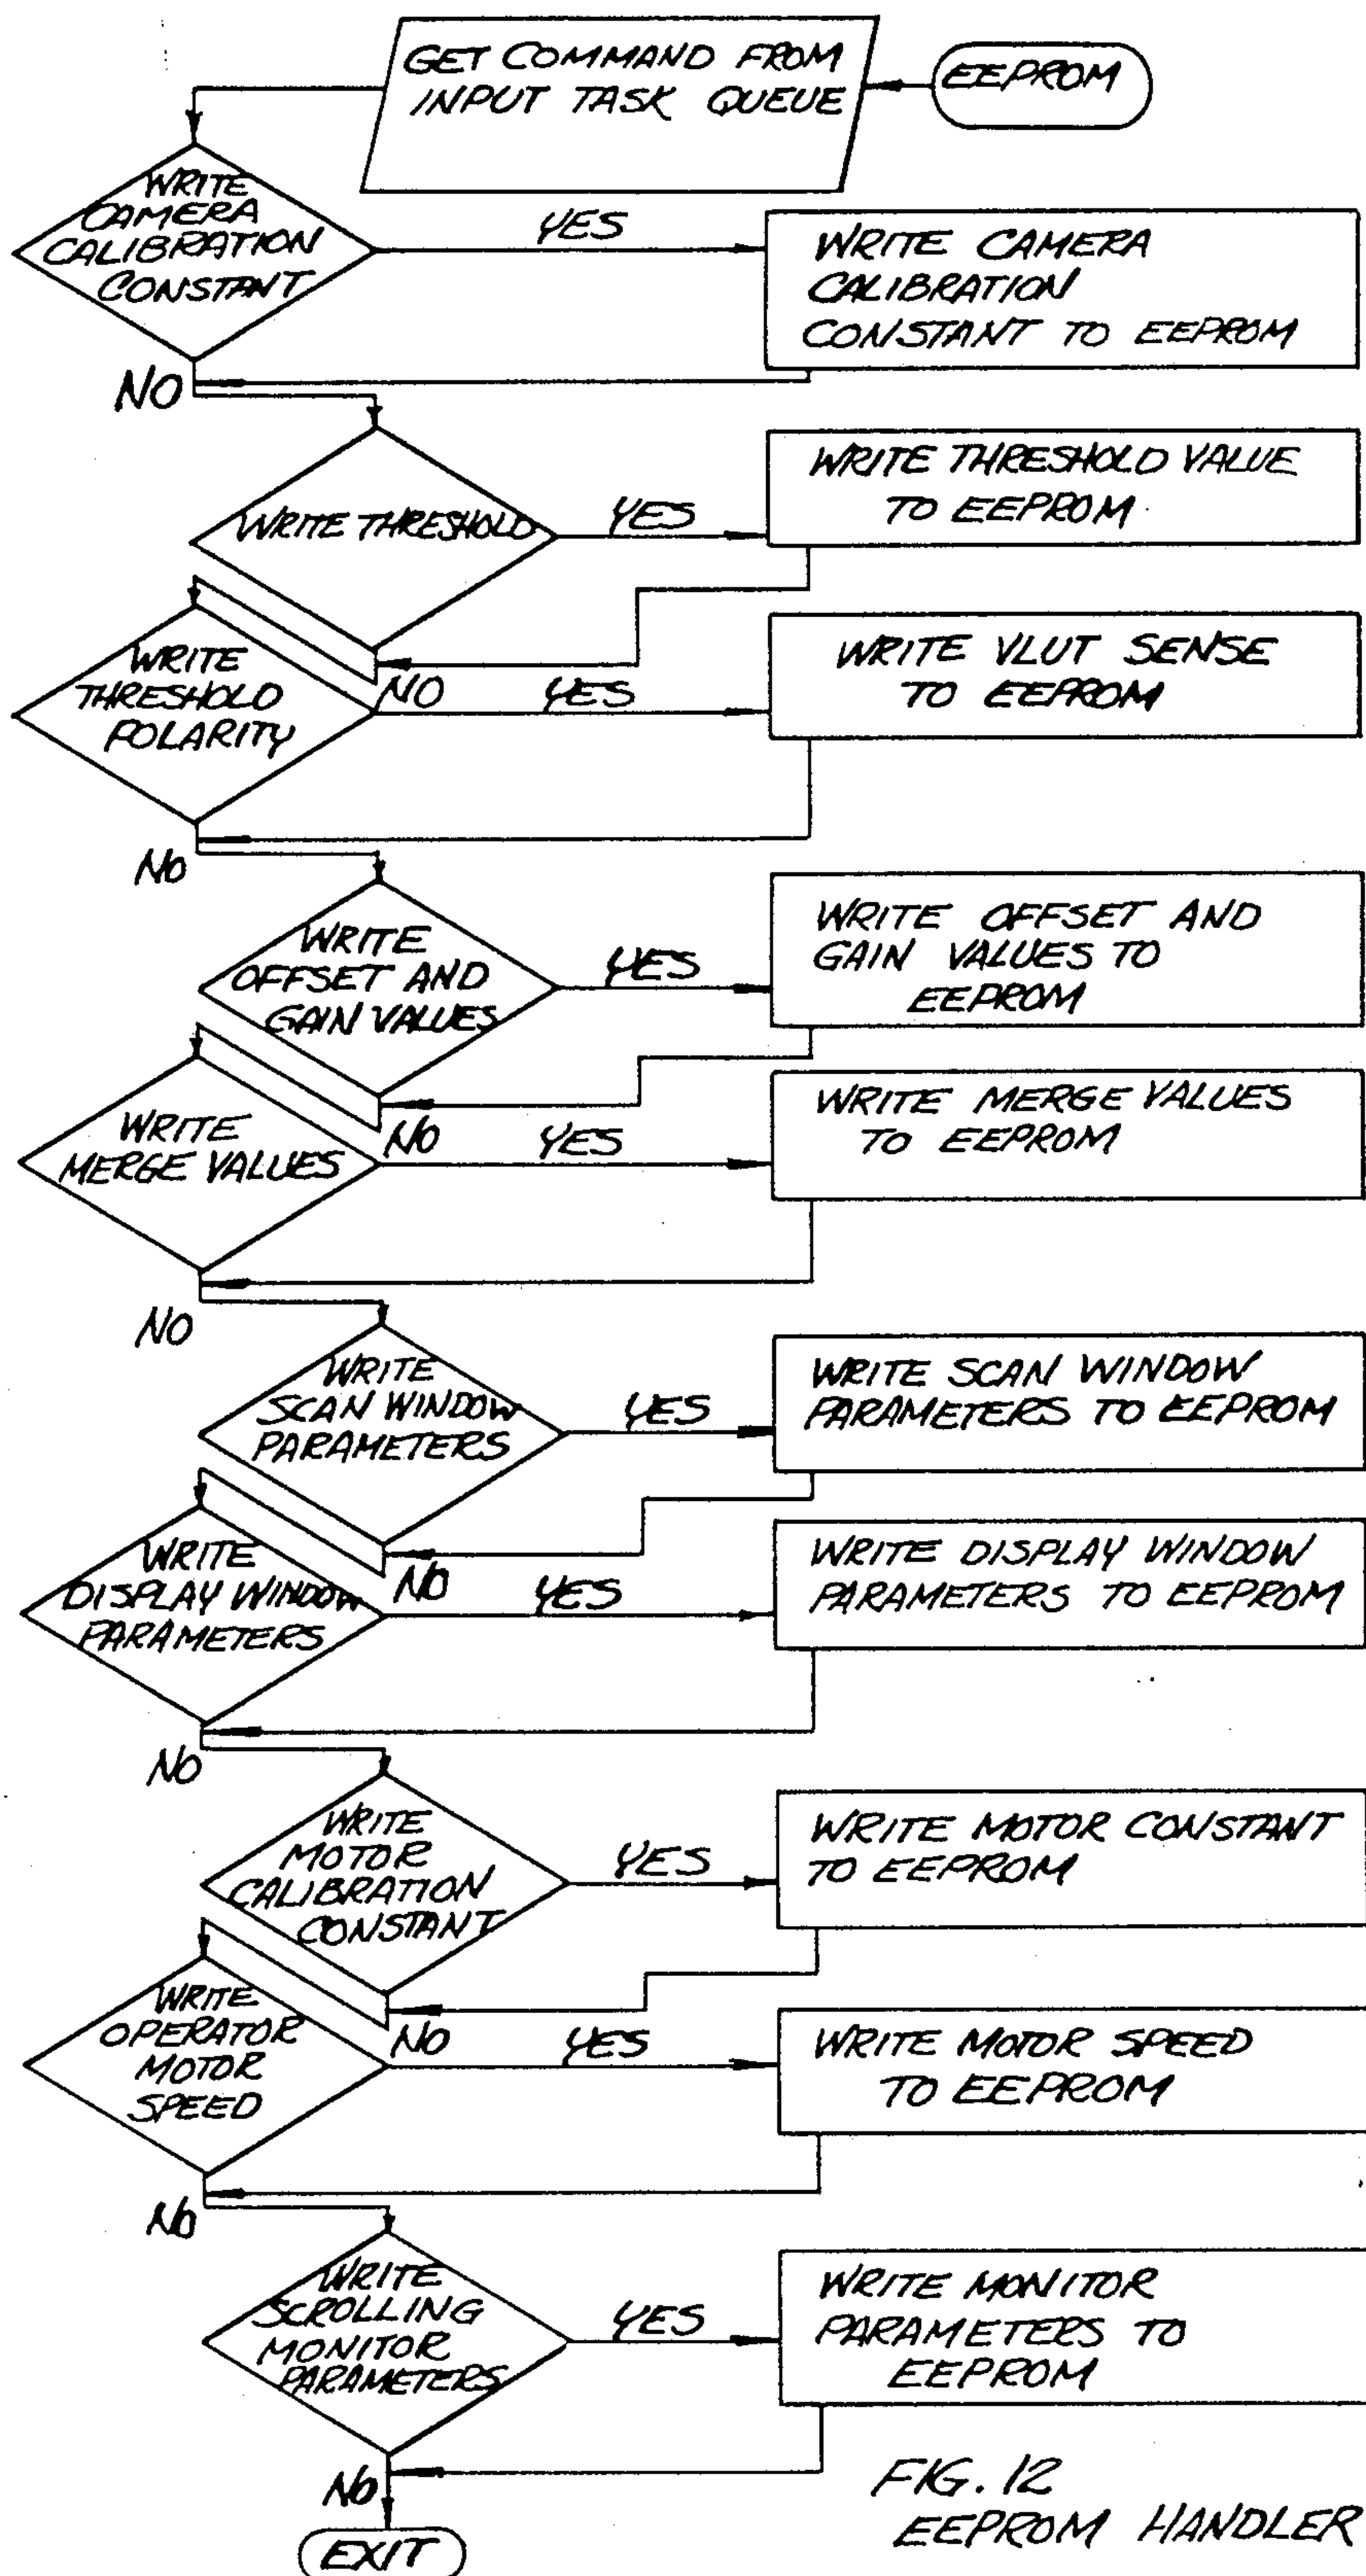 GET COMMAND FROM
INPUT TASK QUEUE
EEPROM
WRITE
CAMERA
CALIBRATION
CONSTANT
YES
WRITE CAMERA
CALIBRATION
CONSTANT TO EEPROM
NO
WRITE THRESHOLD
YES
WRITE THRESHOLD VALUE
TO EEPROM
NO
WRITE
THRESHOLD
POLARITY
YES
WRITE VLUT SENSE
TO EEPROM
NO
WRITE
OFFSET AND
GAIN VALUES
YES
WRITE OFFSET AND
GAIN VALUES TO
EEPROM
NO
WRITE
MERGE VALUES
YES
WRITE MERGE VALUES
TO EEPROM
NO
WRITE
SCAN WINDOW
PARAMETERS
YES
WRITE SCAN WINDOW
PARAMETERS TO EEPROM
NO
WRITE
DISPLAY WINDOW
PARAMETERS
YES
WRITE DISPLAY WINDOW
PARAMETERS TO EEPROM
NO
WRITE
MOTOR
CALIBRATION
CONSTANT
YES
WRITE MOTOR CONSTANT
TO EEPROM
NO
WRITE
OPERATOR
MOTOR
SPEED
YES
WRITE MOTOR SPEED
TO EEPROM
NO
WRITE
SCROLLING
MONITOR
PARAMETERS
YES
WRITE MONITOR
PARAMETERS TO
EEPROM
NO
EXIT
FIG. 12
EEPROM HANDLER